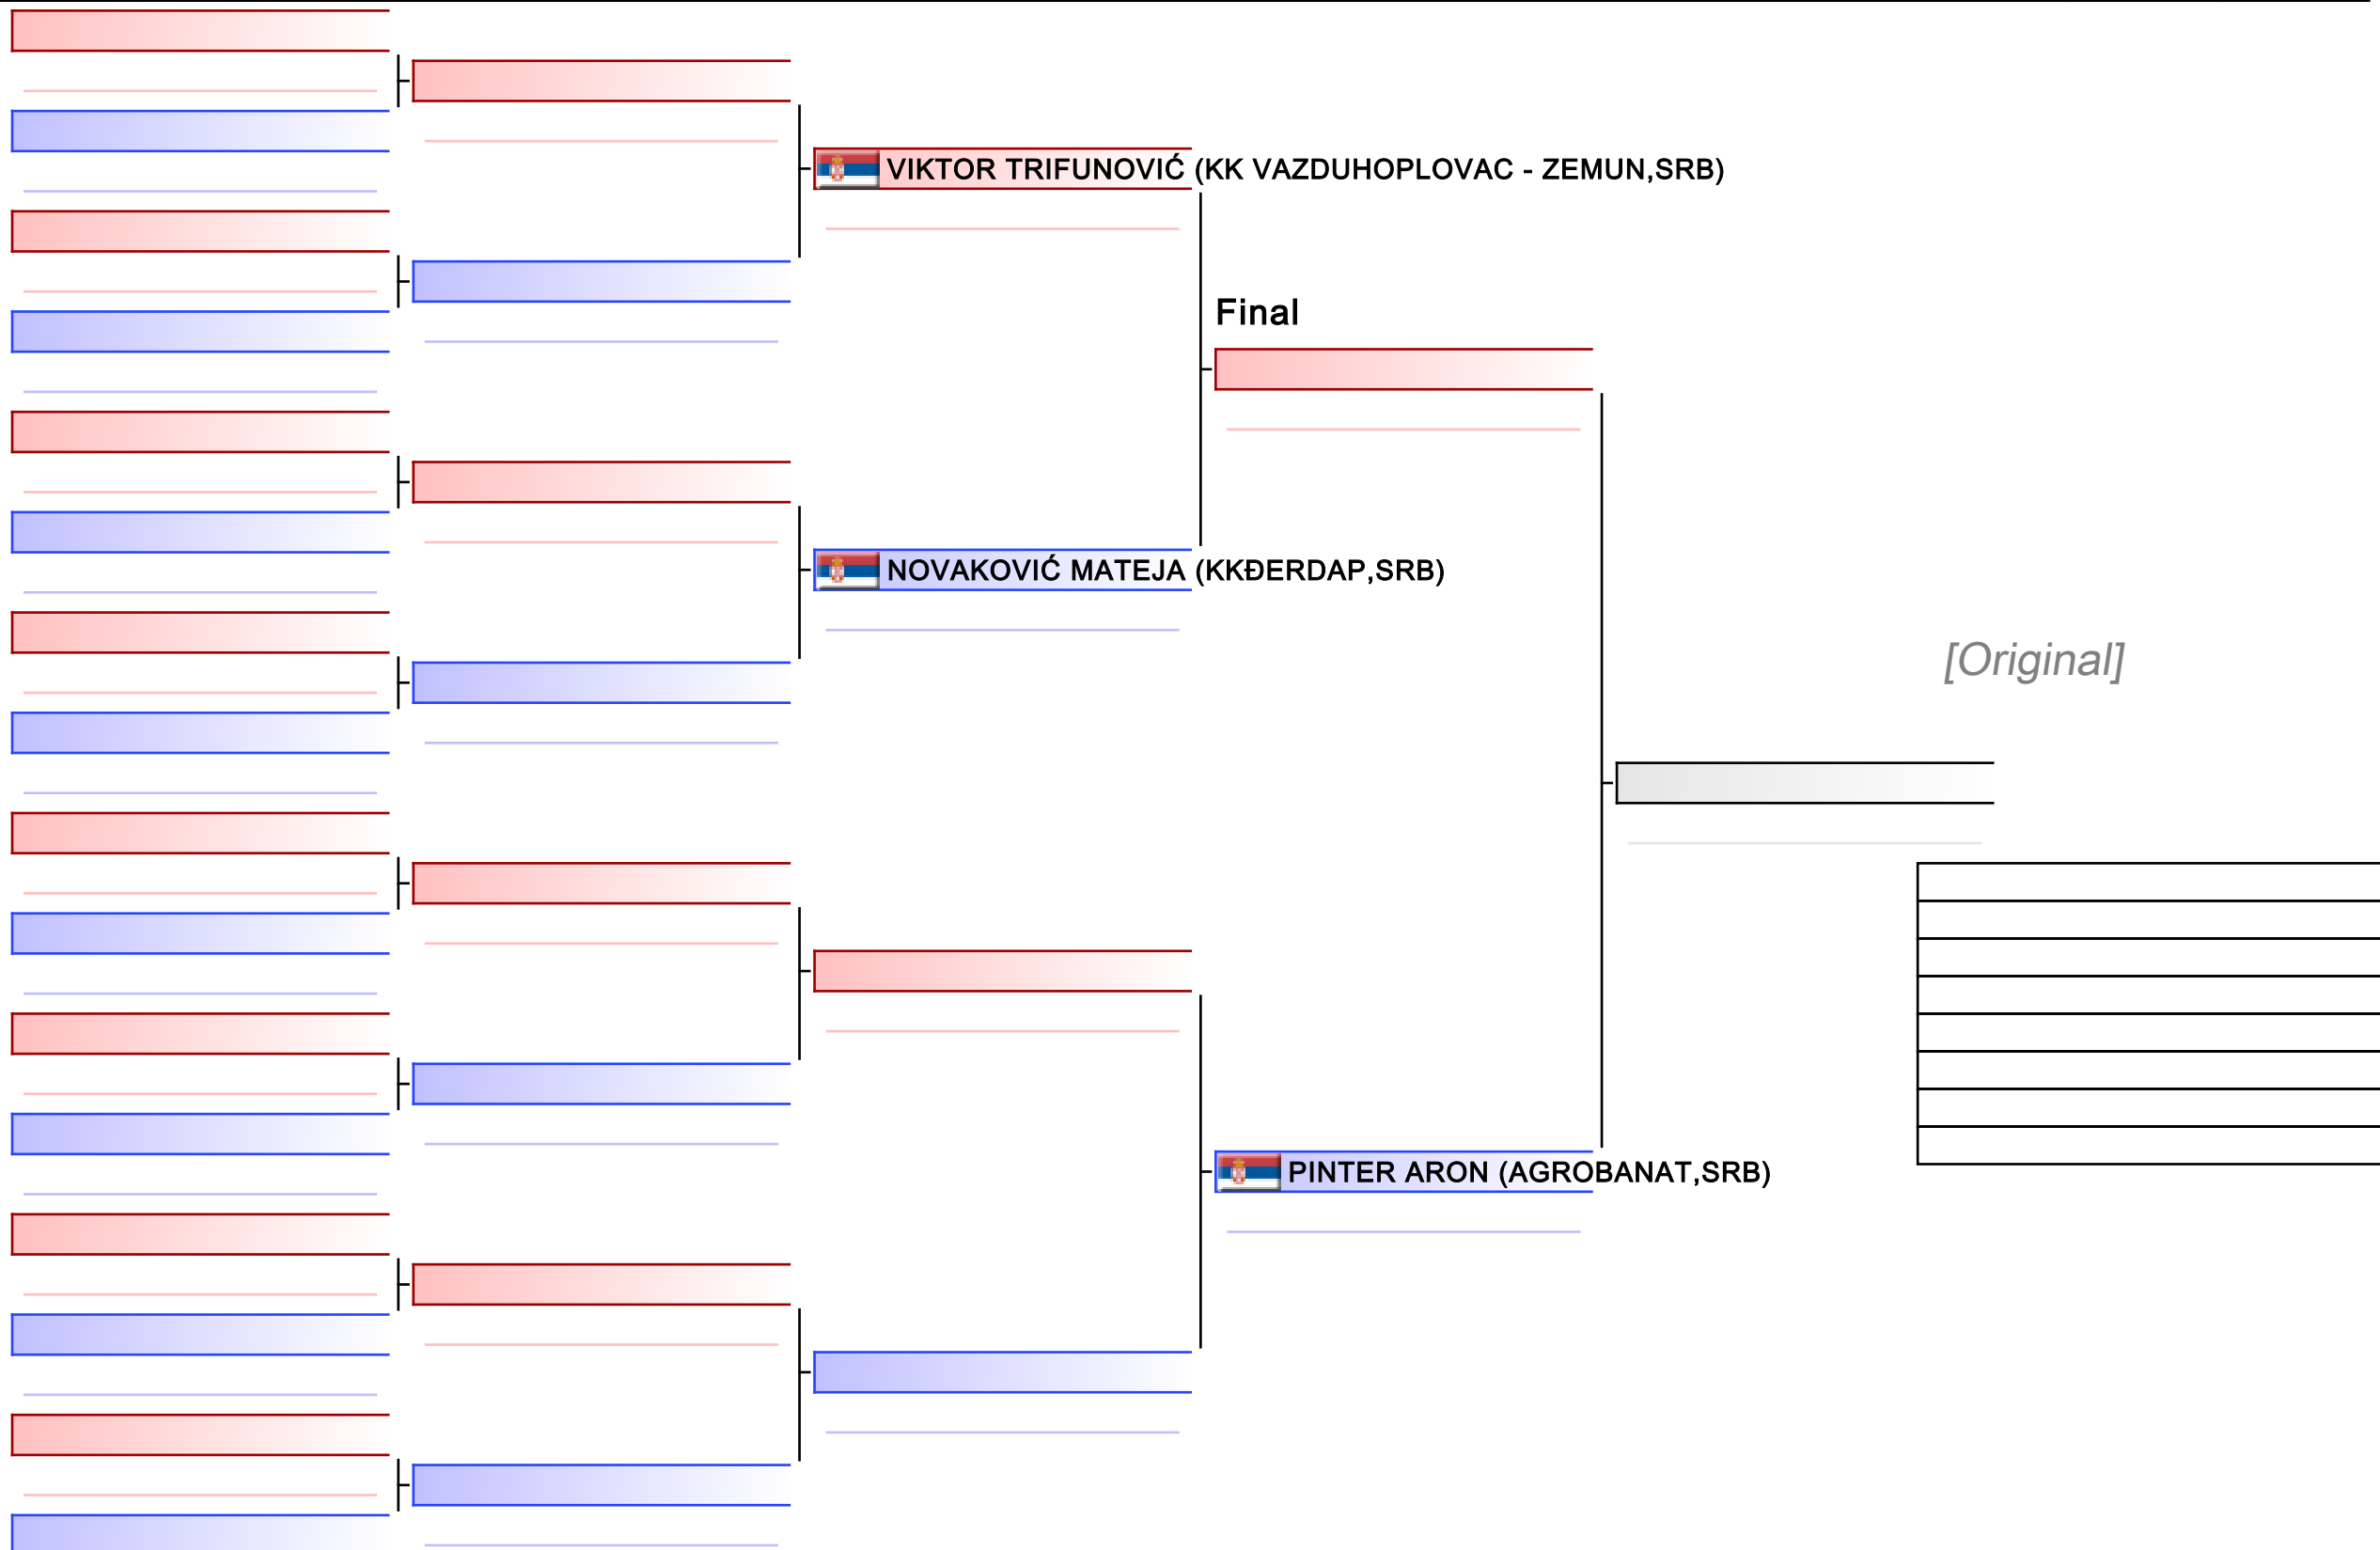 VIKTOR TRIFUNOVIĆ (KK VAZDUHOPLOVAC - ZEMUN,SRB)
Final
NOVAKOVIĆ MATEJA (KKĐERDAP,SRB)
[Original]
PINTER ARON (AGROBANAT,SRB)